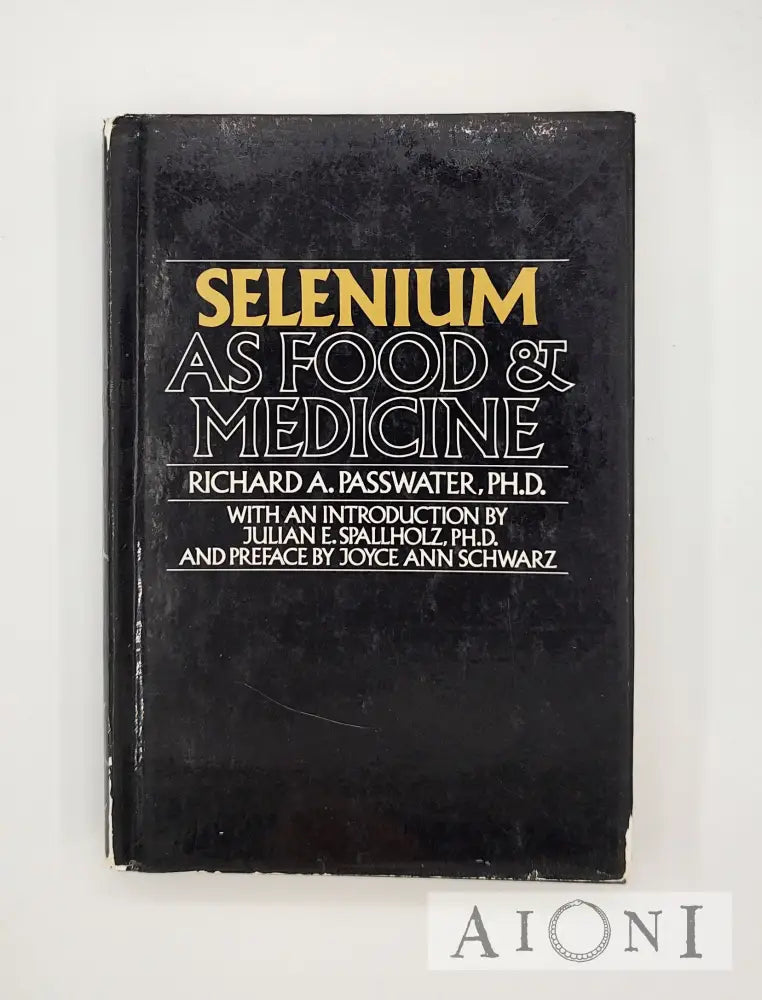 SELENIUM
AS FOOD &
MEDICINE
RICHARD A. PASSWATER, PH.D.
WITH AN INTRODUCTION BY
JULIAN E. SPALLHOLZ, PH.D.
AND PREFACE BY JOYCE ANN SCHWARZ
AIONI